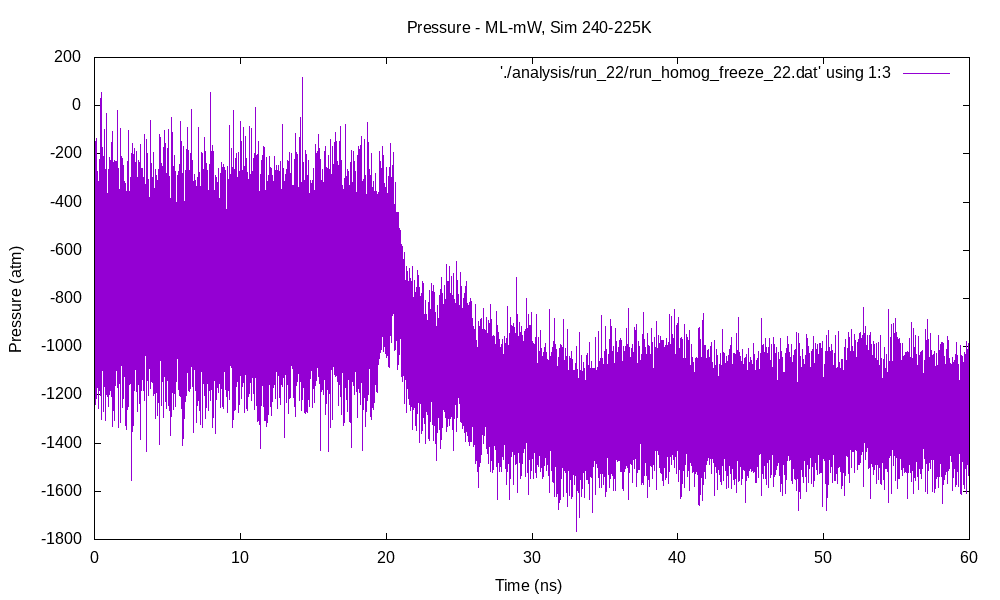 Pressure - ML-mW, Sim 240-225K
'./analysis/run_22/run_homog_freeze_22.dat' using 1:3
200
0
-200
-400
-600
-800
-1000
-1200
-1400
-1600
-1800
Pressure (atm)
0 10 20 30 40 50 60
Time (ns)